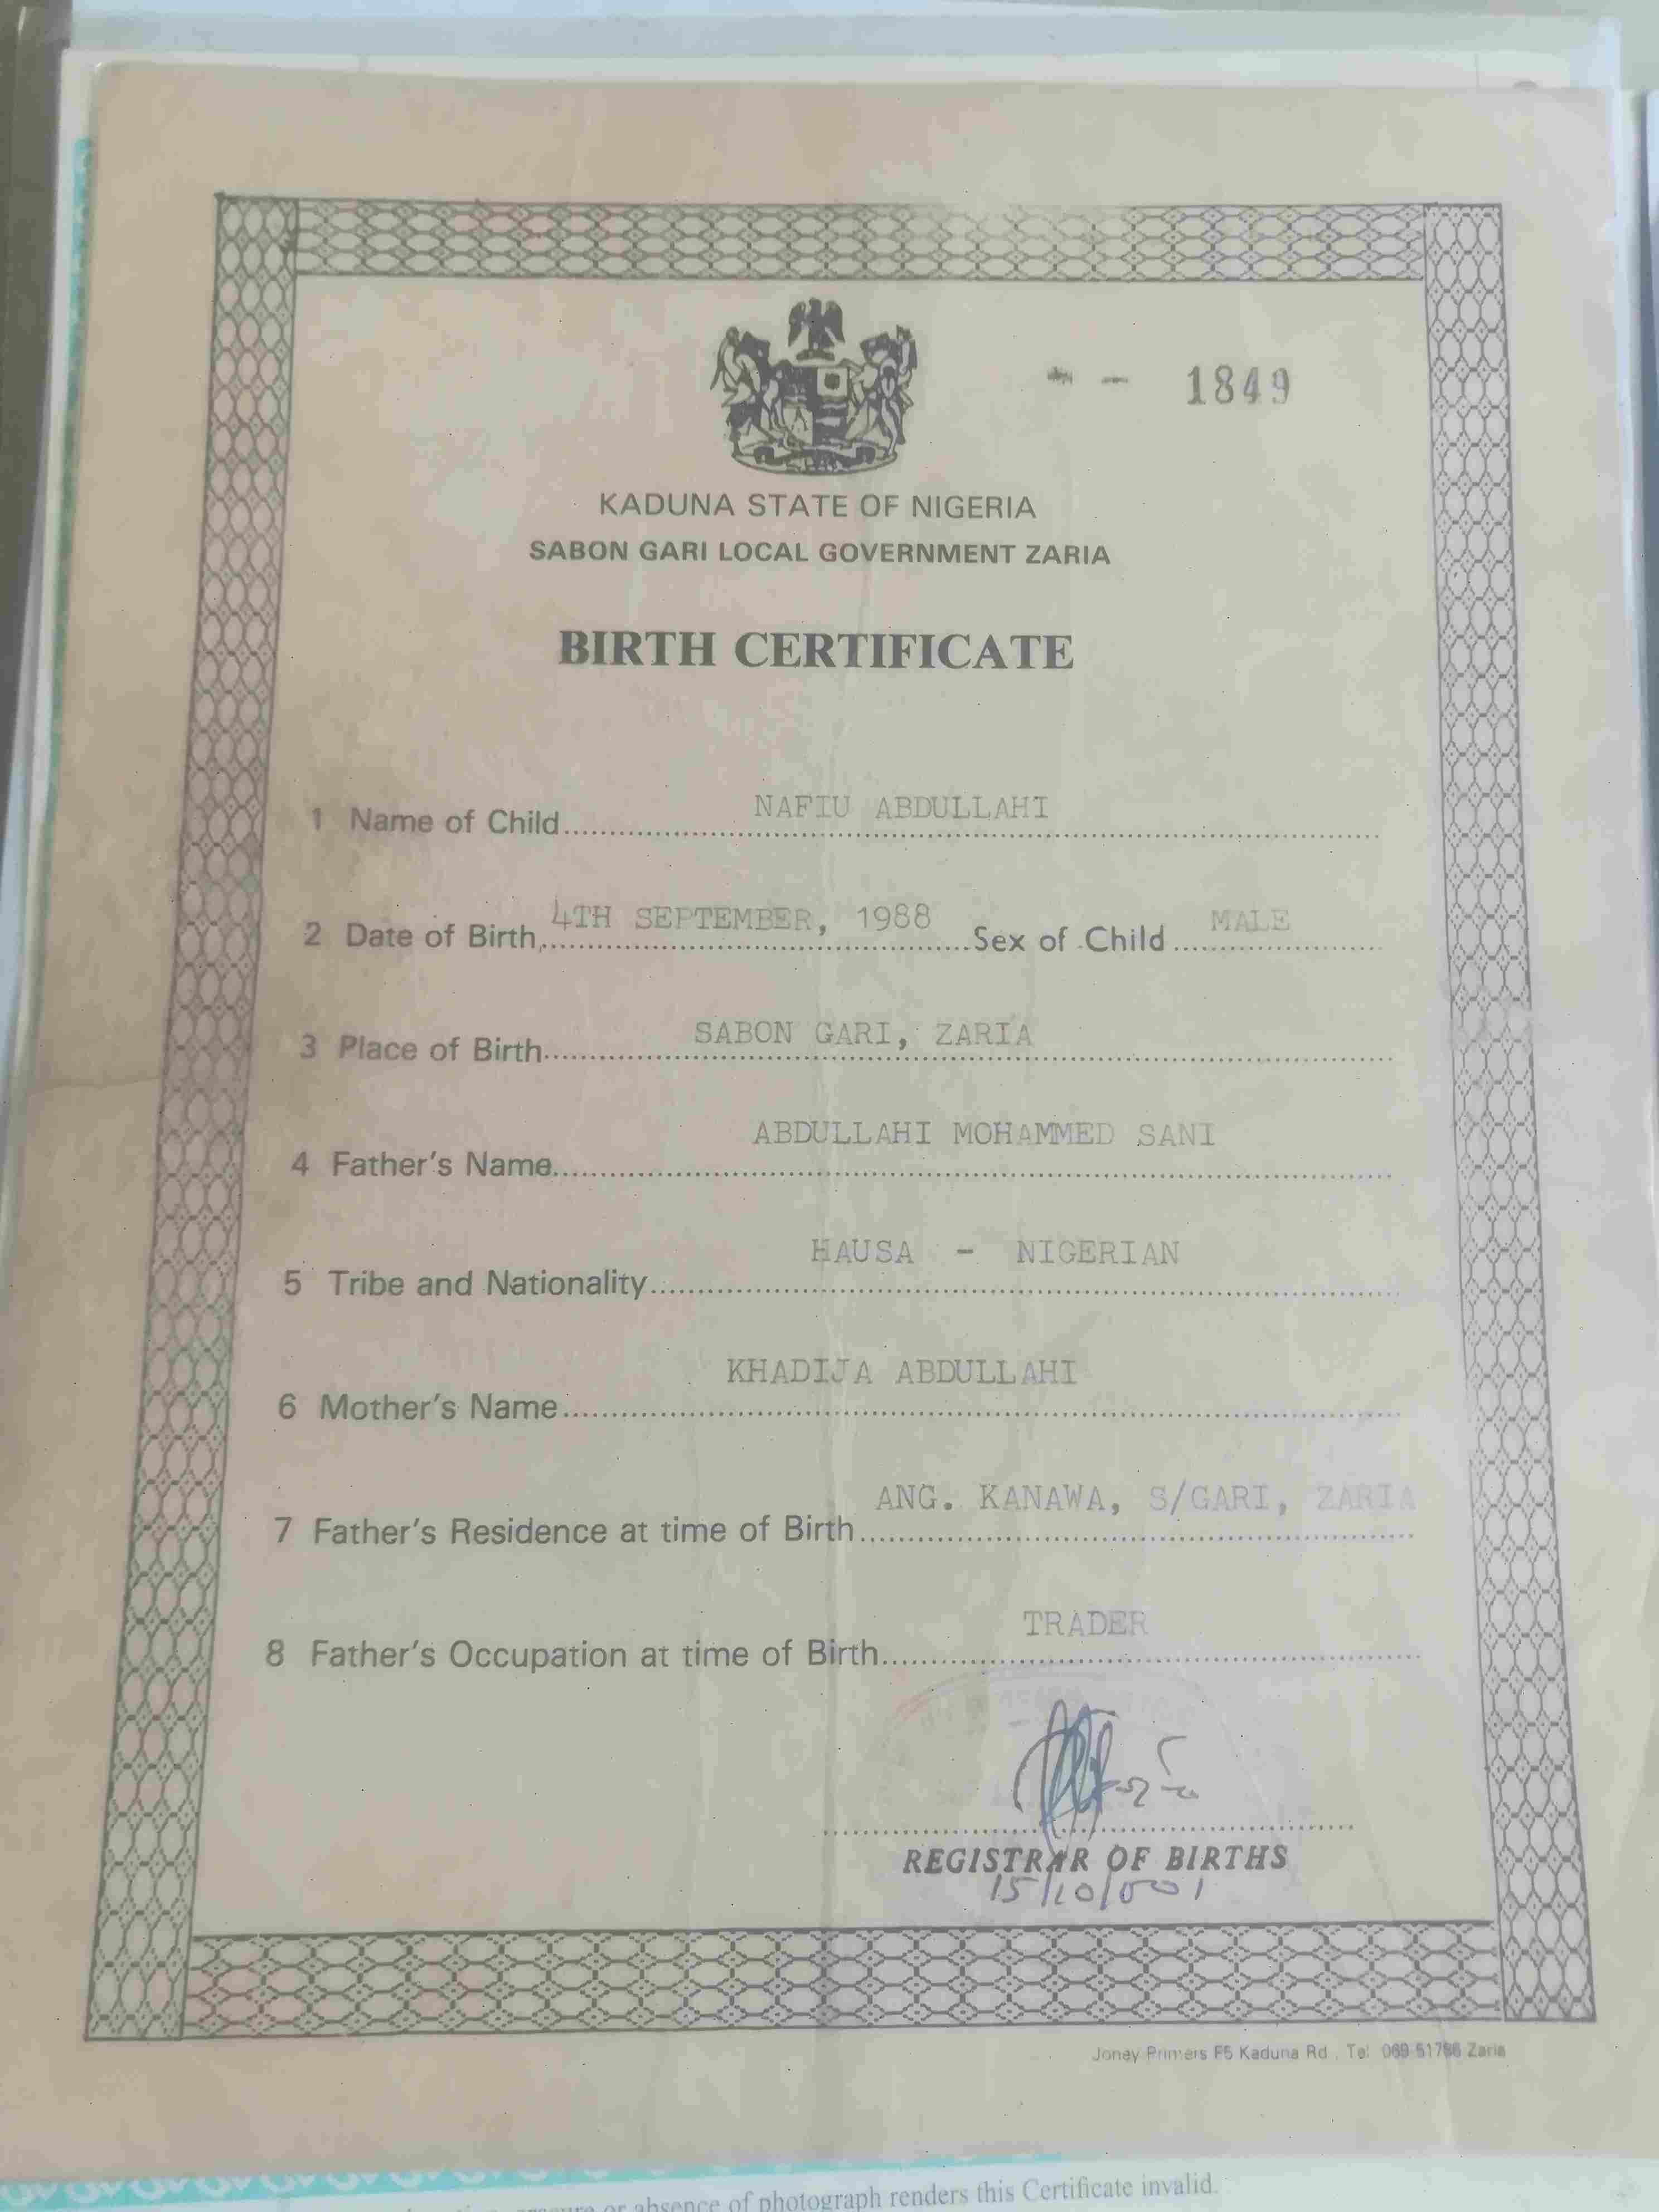 1849
KADUNA STATE OF NIGERIA
SABON GARI LOCAL GOVERNMENT ZARIA
BIRTH CERTIFICATE
1 Name of Child NAFIU ABDULLAHI
2 Date of Birth, 4TH SEPTEMBER, 1988 Sex of Child MALE
3 Place of Birth SABON GARI, ZARIA
4 Father's Name ABDULLAHI MOHAMMED SANI
5 Tribe and Nationality HAUSA - NIGERIAN
6 Mother's Name KHADIJA ABDULLAHI
7 Father's Residence at time of Birth ANG. KANAWA, S/GARI, ZARIA
8 Father's Occupation at time of Birth TRADER
REGISTRAR OF BIRTHS
15/10/001
Joney Printers F5 Kaduna Rd. Tel 069-51786 Zaria
or absence of photograph renders this Certificate invalid.